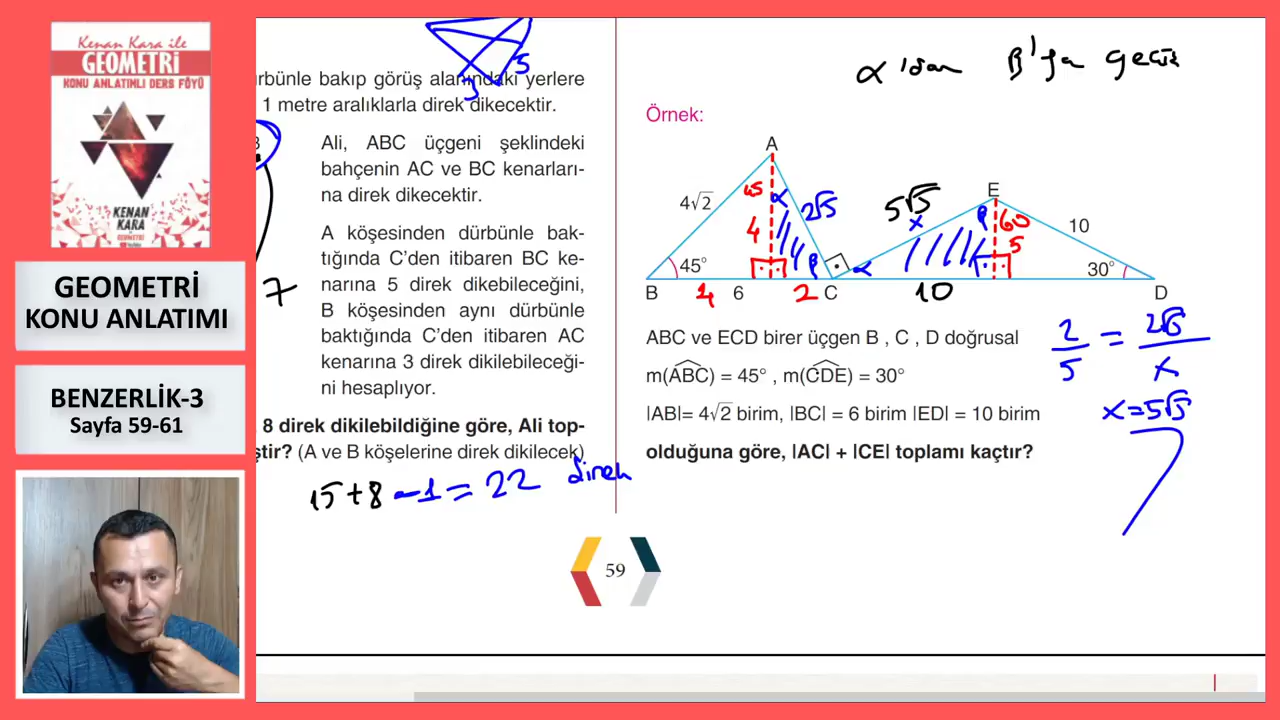 Kenan Kara ile
GEOMETRİ
KONU ANLATIMLI DERS FÖYÜ
KENAN
KARA
GEOMETRİ KONU ANLATIMI
BENZERLİK-3
Sayfa 59-61
ürbünle bakıp görüş alanındaki yerlere
1 metre aralıklarla direk dikecektir.
5
3
B
7
Ali, ABC üçgeni şeklindeki
bahçenin AC ve BC kenarları-
na direk dikecektir.
A köşesinden dürbünle bak-
tığında C'den itibaren BC ke-
narına 5 direk dikebileceğini,
B köşesinden aynı dürbünle
baktığında C'den itibaren AC
kenarına 3 direk dikilebileceği-
ni hesaplıyor.
8 direk dikilebildiğine göre, Ali top-
ştir? (A ve B köşelerine direk dikilecek)
15+8-1=22 direk
59
α'dan β'ya geçiş
Örnek:
A
4√2
45
α
2√5
4
45°
β
B
4
6
2
C
α
5√5
x
E
β
60
5
10
10
30°
D
ABC ve ECD birer üçgen B , C , D doğrusal
m(ABC) = 45° , m(CDE) = 30°
|AB|= 4√2 birim, |BC| = 6 birim |ED| = 10 birim
olduğuna göre, |AC| + |CE| toplamı kaçtır?
2/5 = 2√5/x
x=5√5
7